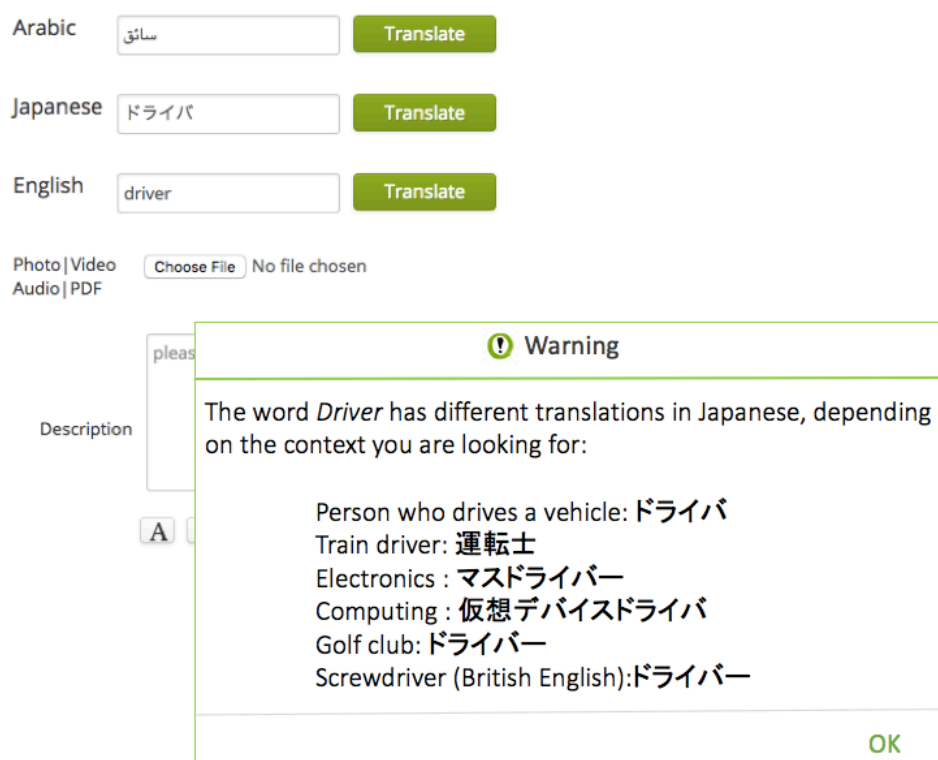 Arabic سائق Translate
Japanese ドライバ Translate
English driver Translate
Photo|Video
Audio|PDF
Choose File No file chosen
Description
pleas
A
Warning
The word Driver has different translations in Japanese, depending
on the context you are looking for:
Person who drives a vehicle: ドライバ
Train driver: 運転士
Electronics : マスドライバー
Computing : 仮想デバイスドライバ
Golf club: ドライバー
Screwdriver (British English):ドライバー
OK